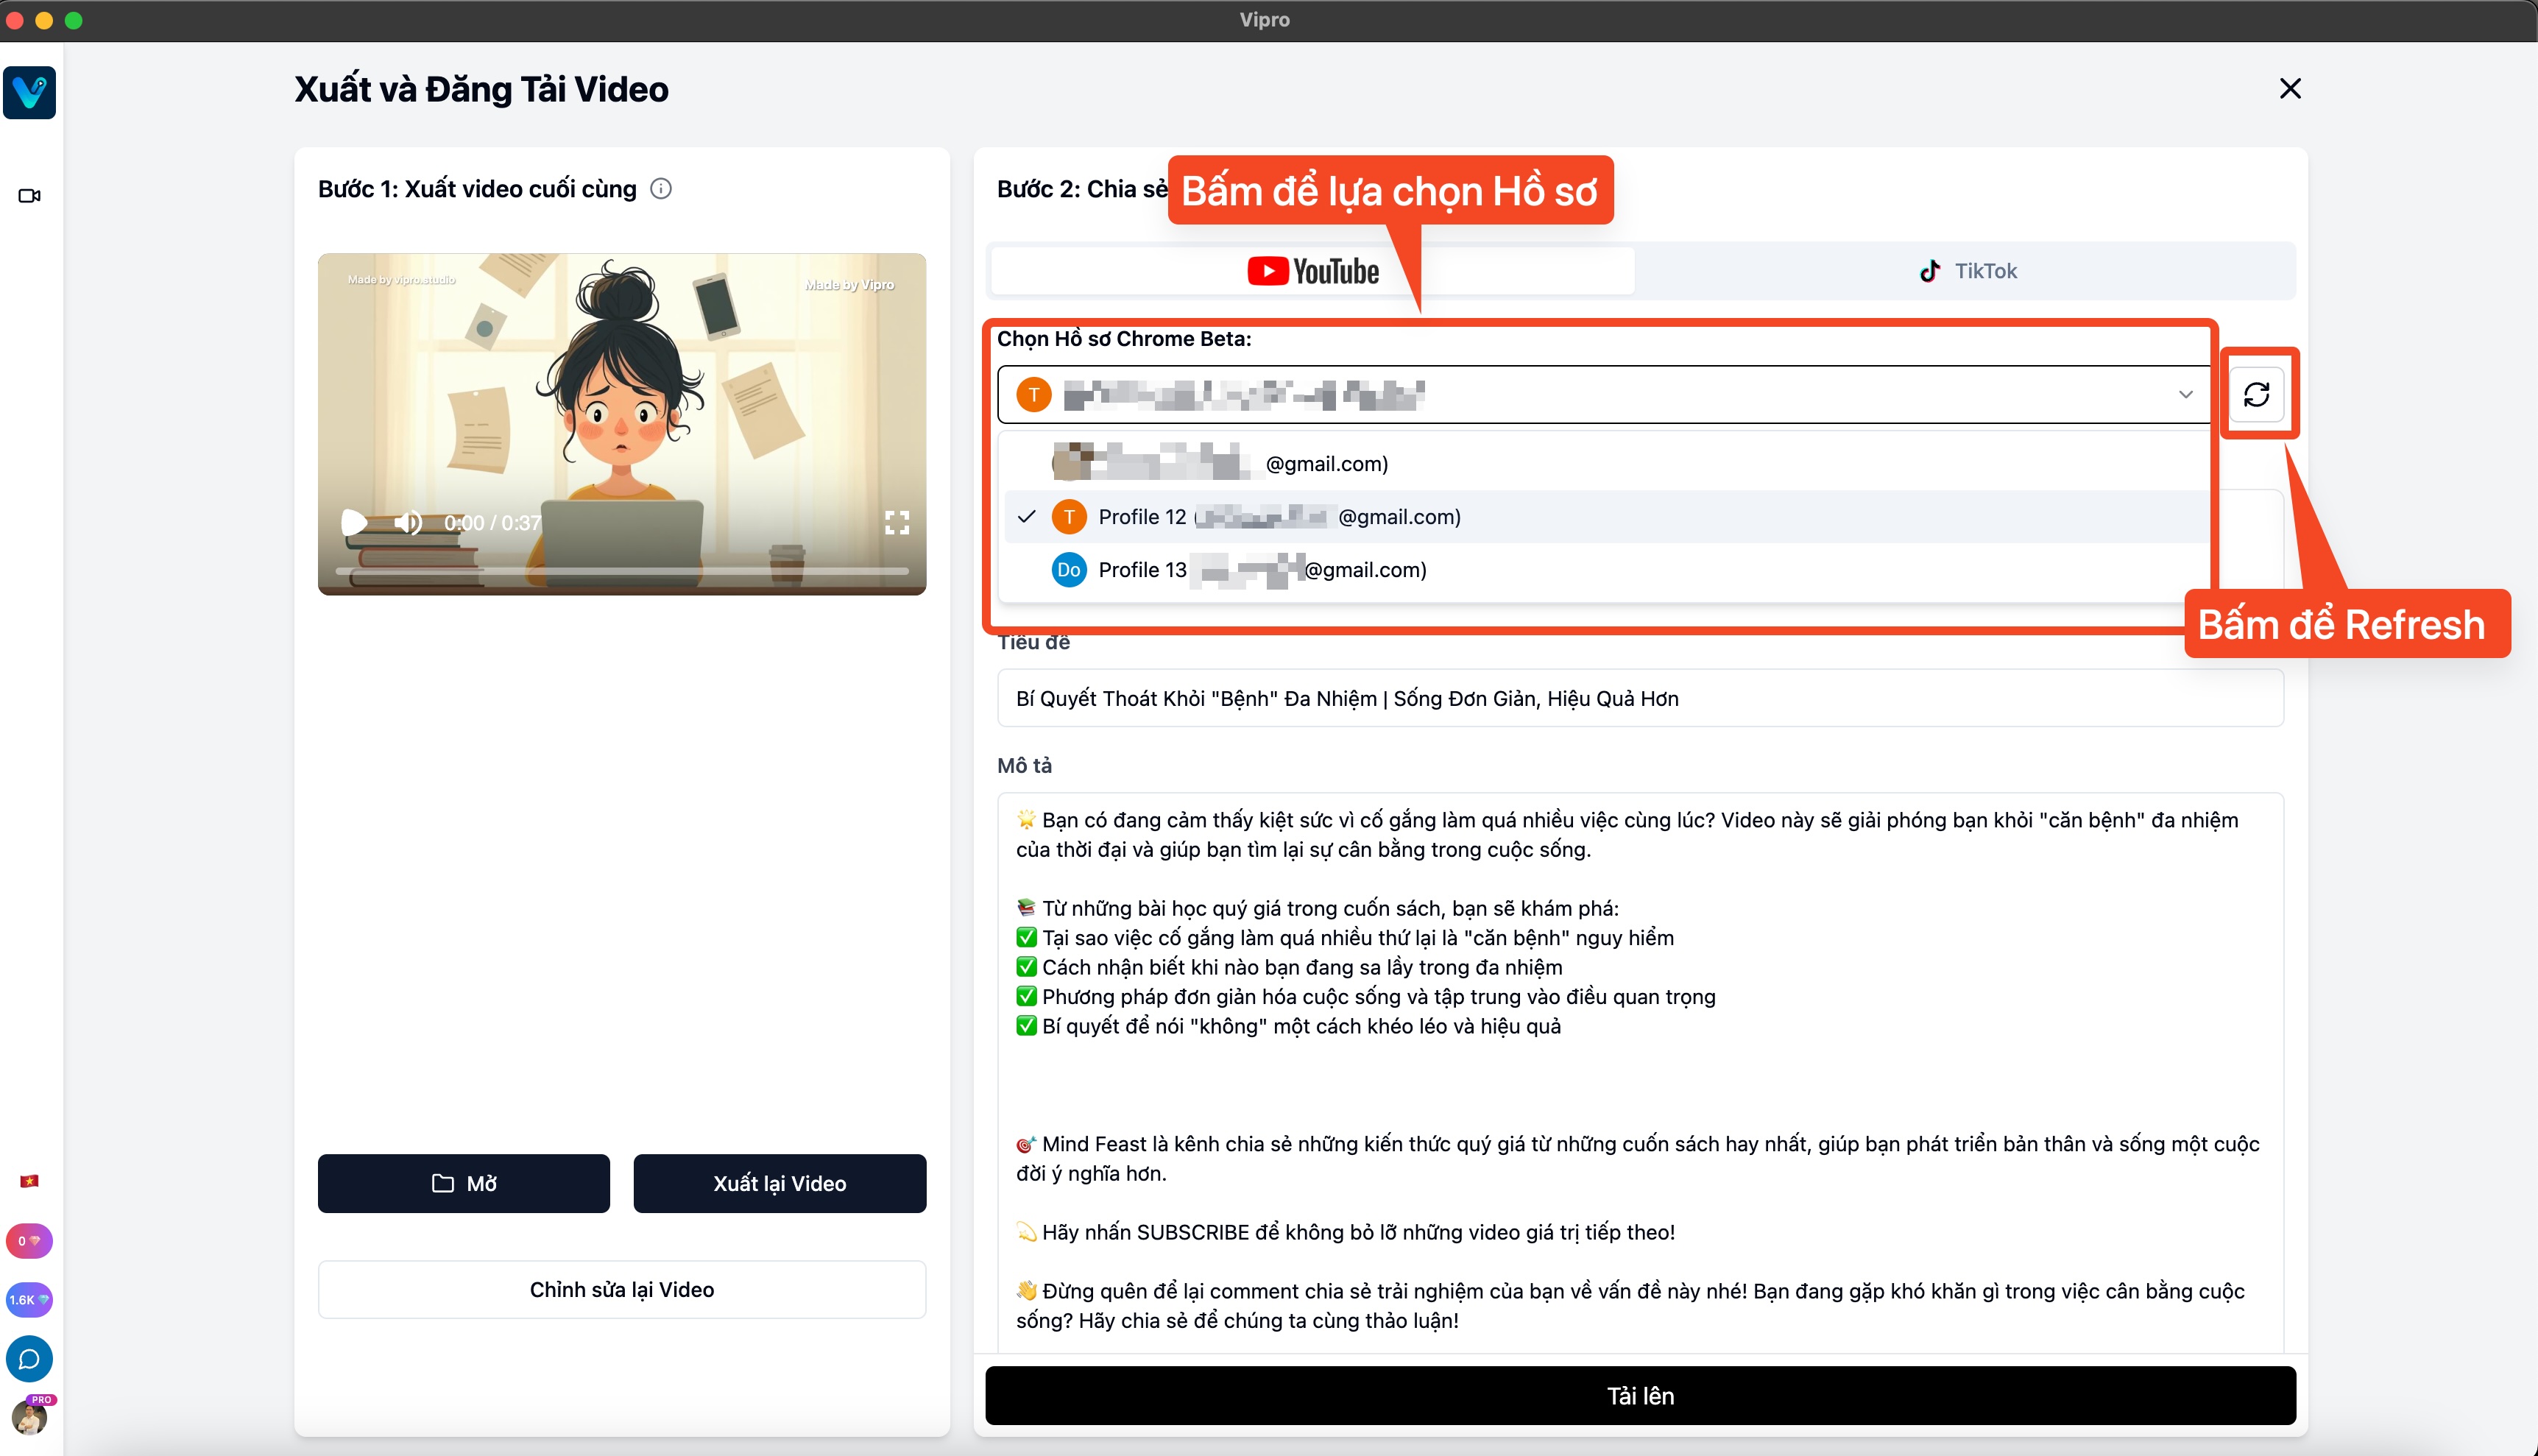 Vipro
Xuất và Đăng Tải Video
Bước 1: Xuất video cuối cùng
Made by vipro.studio
Made by Vipro
0:00 / 0:37
Mở
Xuất lại Video
Chỉnh sửa lại Video
Bước 2: Chia sẻ
Bấm để lựa chọn Hồ sơ
YouTube
TikTok
Chọn Hồ sơ Chrome Beta:
T
@gmail.com)
T Profile 12 ( @gmail.com)
Do Profile 13 @gmail.com)
Bấm để Refresh
Tiêu đề
Bí Quyết Thoát Khỏi "Bệnh" Đa Nhiệm | Sống Đơn Giản, Hiệu Quả Hơn
Mô tả
🌟 Bạn có đang cảm thấy kiệt sức vì cố gắng làm quá nhiều việc cùng lúc? Video này sẽ giải phóng bạn khỏi "căn bệnh" đa nhiệm
của thời đại và giúp bạn tìm lại sự cân bằng trong cuộc sống.
📚 Từ những bài học quý giá trong cuốn sách, bạn sẽ khám phá:
✅ Tại sao việc cố gắng làm quá nhiều thứ lại là "căn bệnh" nguy hiểm
✅ Cách nhận biết khi nào bạn đang sa lầy trong đa nhiệm
✅ Phương pháp đơn giản hóa cuộc sống và tập trung vào điều quan trọng
✅ Bí quyết để nói "không" một cách khéo léo và hiệu quả
🎯 Mind Feast là kênh chia sẻ những kiến thức quý giá từ những cuốn sách hay nhất, giúp bạn phát triển bản thân và sống một cuộc
đời ý nghĩa hơn.
💫 Hãy nhấn SUBSCRIBE để không bỏ lỡ những video giá trị tiếp theo!
👋 Đừng quên để lại comment chia sẻ trải nghiệm của bạn về vấn đề này nhé! Bạn đang gặp khó khăn gì trong việc cân bằng cuộc
sống? Hãy chia sẻ để chúng ta cùng thảo luận!
Tải lên
0
1.6K
PRO